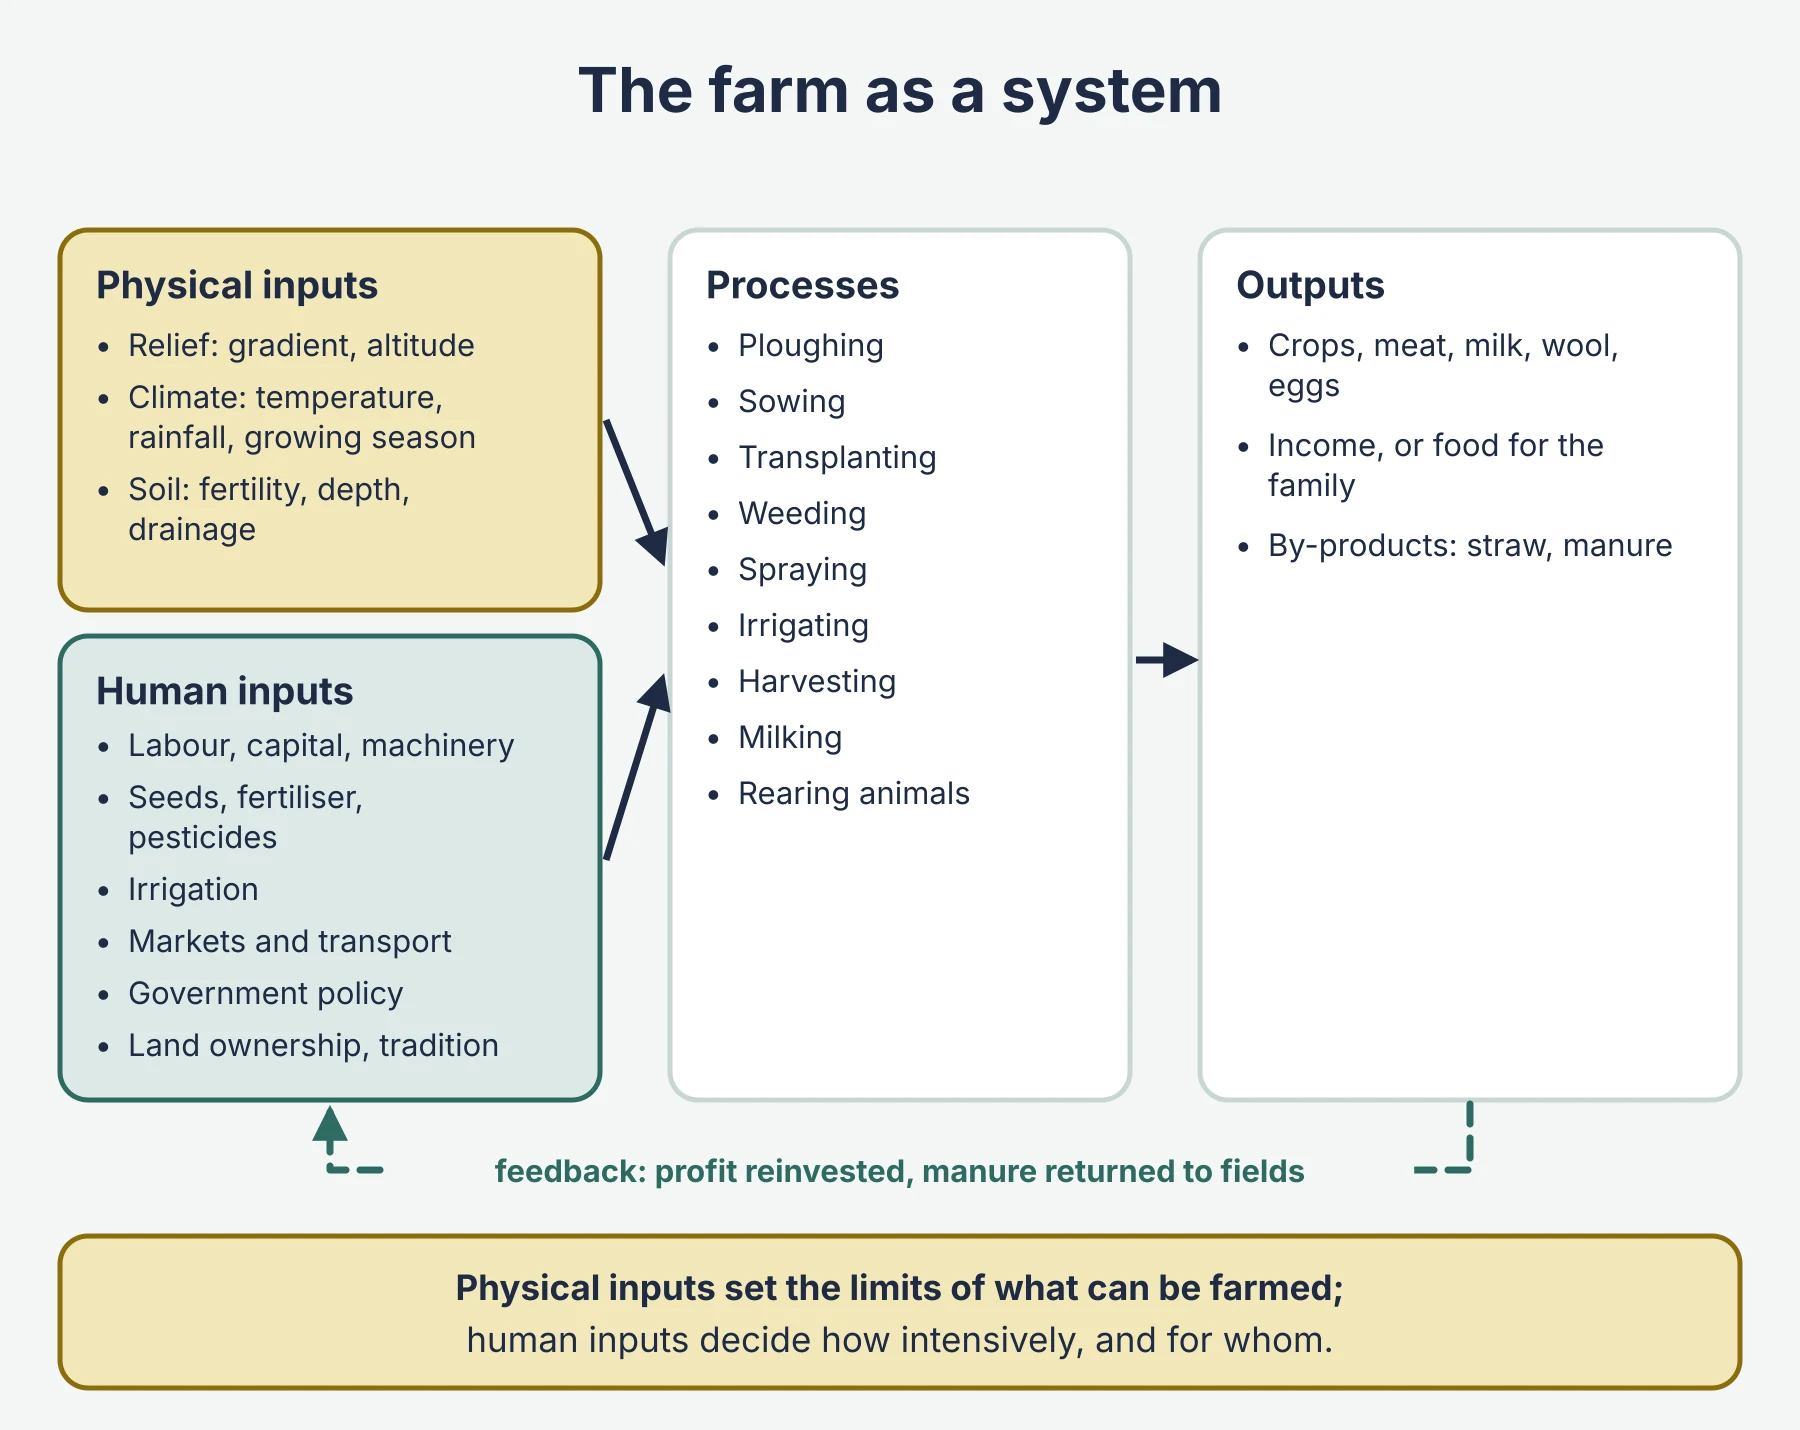 The farm as a system
Physical inputs
• Relief: gradient, altitude
• Climate: temperature,
rainfall, growing season
• Soil: fertility, depth,
drainage
Human inputs
• Labour, capital, machinery
• Seeds, fertiliser,
pesticides
• Irrigation
• Markets and transport
• Government policy
• Land ownership, tradition
Processes
• Ploughing
• Sowing
• Transplanting
• Weeding
• Spraying
• Irrigating
• Harvesting
• Milking
• Rearing animals
Outputs
• Crops, meat, milk, wool,
eggs
• Income, or food for the
family
• By-products: straw, manure
feedback: profit reinvested, manure returned to fields
Physical inputs set the limits of what can be farmed;
human inputs decide how intensively, and for whom.